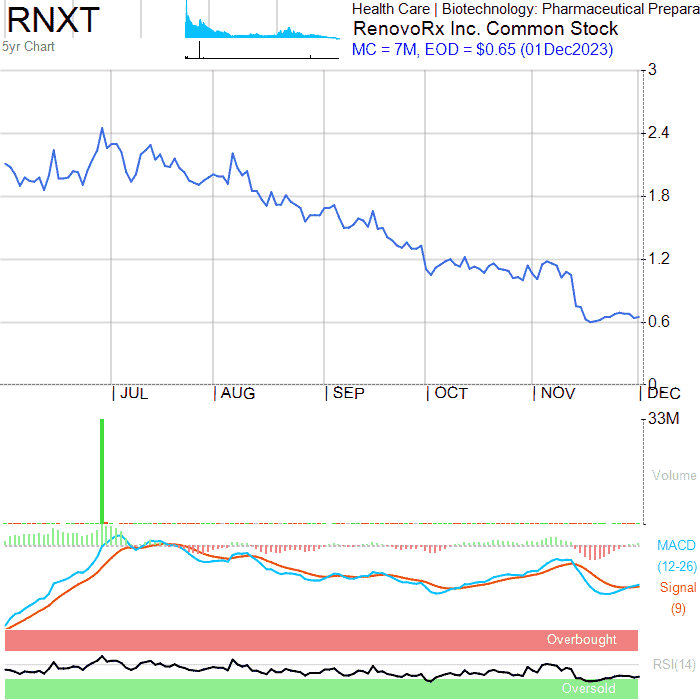 RNXT
5yr Chart
Health Care | Biotechnology: Pharmaceutical Prepara
RenovoRx Inc. Common Stock
MC = 7M, EOD = $0.65 (01Dec2023)
3
2.4
1.8
1.2
0.6
0
JUL AUG SEP OCT NOV DEC
33M
Volume
MACD
(12-26)
Signal
(9)
Overbought
RSI(14)
Oversold